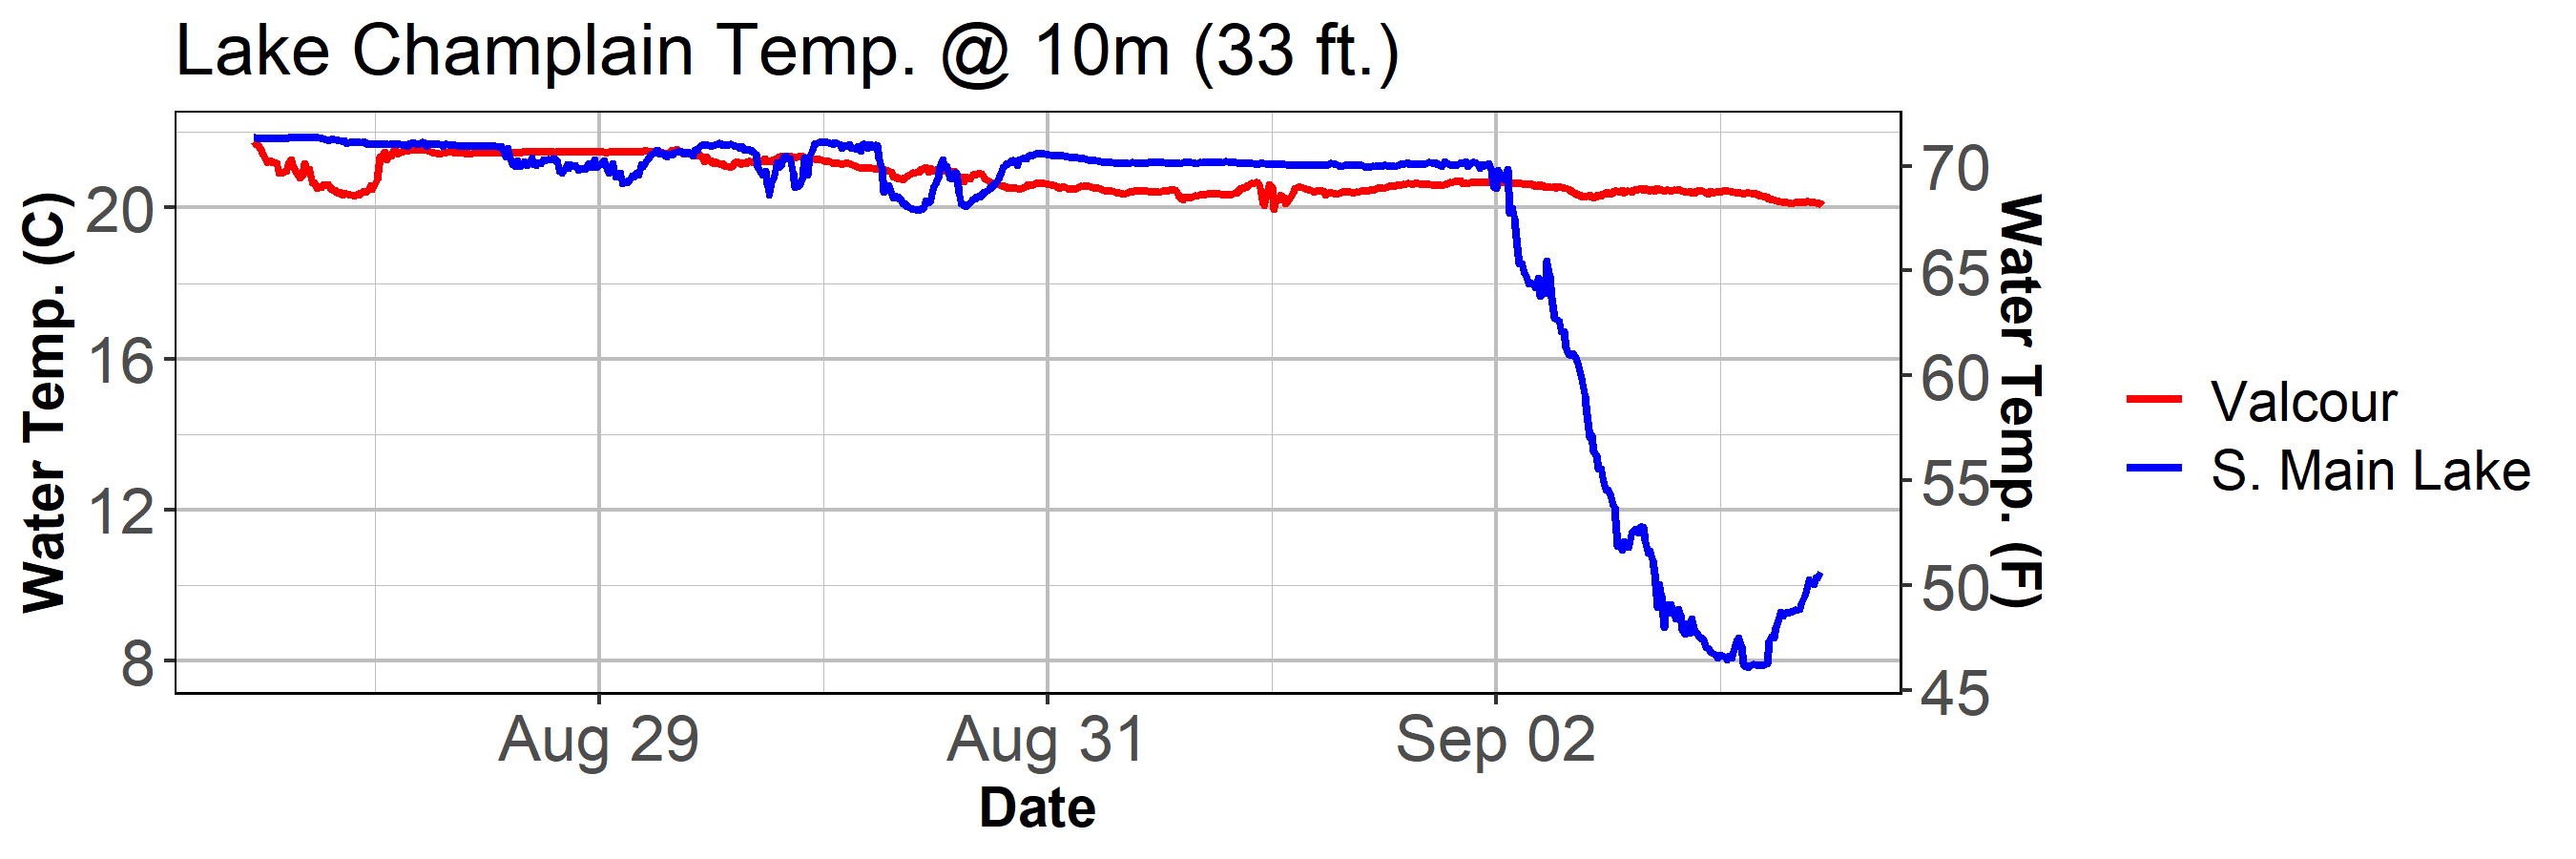 Lake Champlain Temp. @ 10m (33 ft.)
Water Temp. (C)
20
16
12
8
70
65
60
55
50
45
Water Temp. (F)
Valcour
S. Main Lake
Aug 29
Aug 31
Sep 02
Date